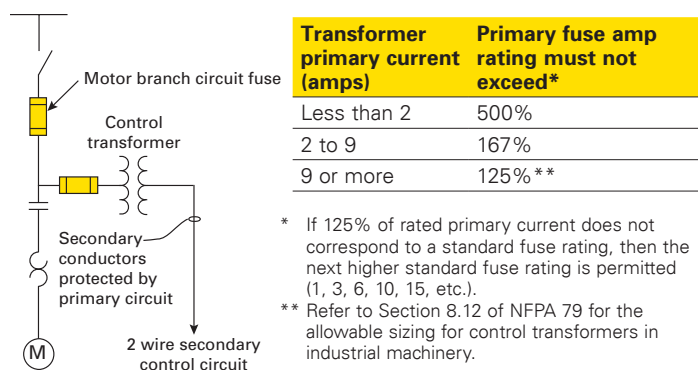 Motor branch circuit fuse
Control
transformer
Secondary
conductors
protected by
primary circuit
M
2 wire secondary
control circuit
Transformer primary current (amps) Primary fuse amp rating must not exceed*
Less than 2 500%
2 to 9 167%
9 or more 125%**
* If 125% of rated primary current does not
correspond to a standard fuse rating, then the
next higher standard fuse rating is permitted
(1, 3, 6, 10, 15, etc.).
** Refer to Section 8.12 of NFPA 79 for the
allowable sizing for control transformers in
industrial machinery.